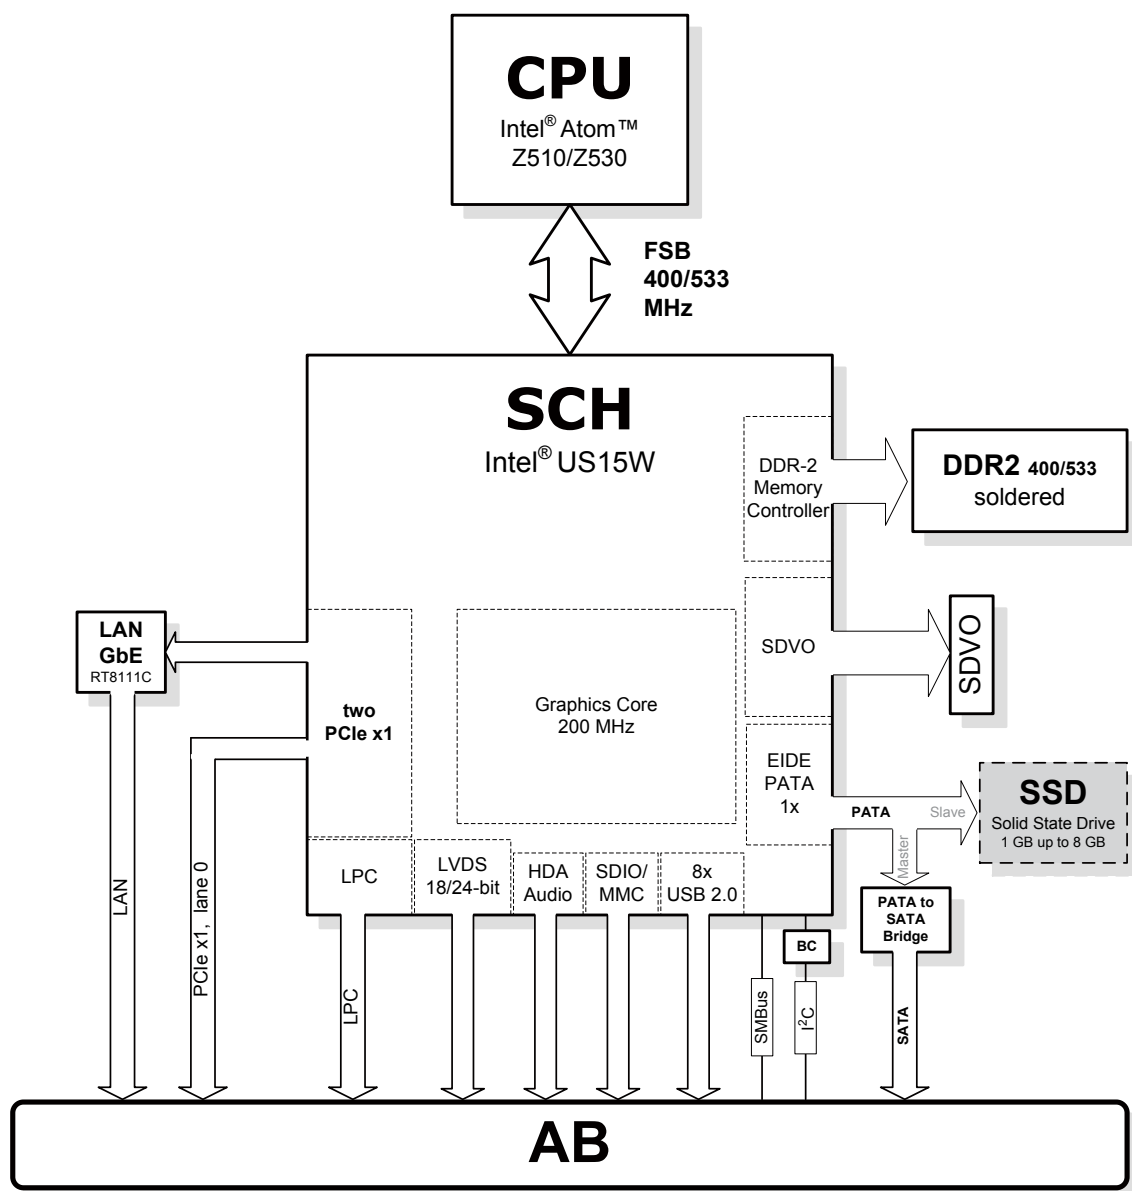 CPU
Intel® Atom™
Z510/Z530
FSB
400/533
MHz
SCH
Intel® US15W
DDR-2
Memory
Controller
DDR2 400/533
soldered
LAN
GbE
RT8111C
two
PCIe x1
Graphics Core
200 MHz
SDVO
SDVO
EIDE
PATA
1x
PATA
Slave
Master
SSD
Solid State Drive
1 GB up to 8 GB
LPC
LVDS
18/24-bit
HDA
Audio
SDIO/
MMC
8x
USB 2.0
PATA to
SATA
Bridge
BC
LAN
PCIe x1, lane 0
LPC
SMBus
I²C
SATA
AB